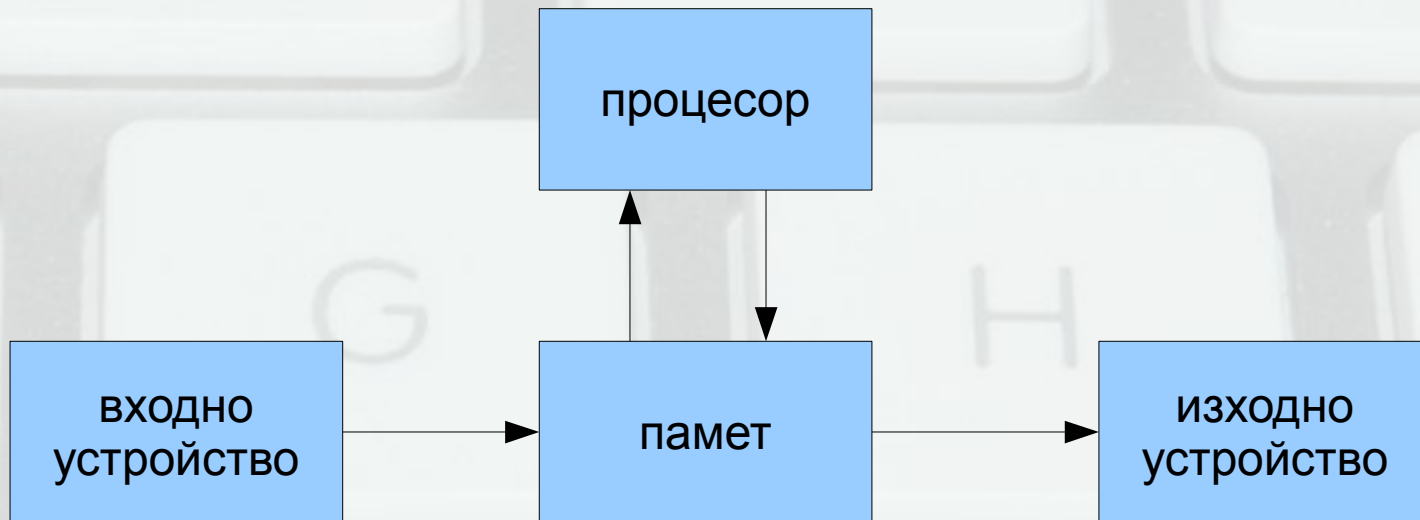 процесор
входно
устройство
памет
изходно
устройство
G
H